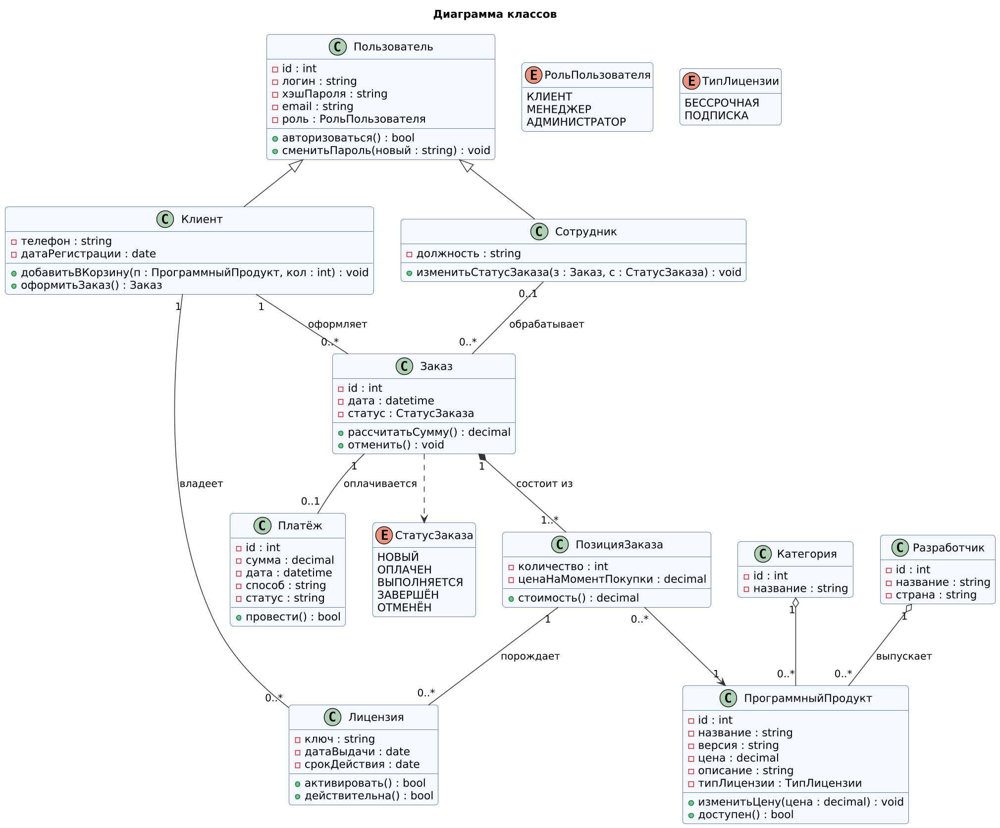 Диаграмма классов
C Пользователь
id : int
логин : string
хэшПароля : string
email : string
роль : РольПользователя
авторизоваться() : bool
сменитьПароль(новый : string) : void
E РольПользователя
КЛИЕНТ
МЕНЕДЖЕР
АДМИНИСТРАТОР
E ТипЛицензии
БЕССРОЧНАЯ
ПОДПИСКА
C Клиент
телефон : string
датаРегистрации : date
добавитьВКорзину(п : ПрограммныйПродукт, кол : int) : void
оформитьЗаказ() : Заказ
C Сотрудник
должность : string
изменитьСтатусЗаказа(з : Заказ, с : СтатусЗаказа) : void
1
1
0..1
оформляет
обрабатывает
0..*
0..*
C Заказ
id : int
дата : datetime
статус : СтатусЗаказа
рассчитатьСумму() : decimal
отменить() : void
1
1
владеет
оплачивается
состоит из
0..1
1..*
C Платёж
id : int
сумма : decimal
дата : datetime
способ : string
статус : string
провести() : bool
E СтатусЗаказа
НОВЫЙ
ОПЛАЧЕН
ВЫПОЛНЯЕТСЯ
ЗАВЕРШЁН
ОТМЕНЁН
C ПозицияЗаказа
количество : int
ценаНаМоментПокупки : decimal
стоимость() : decimal
C Категория
id : int
название : string
C Разработчик
id : int
название : string
страна : string
1
0..*
1
1
порождает
выпускает
0..*
0..*
1
0..*
0..*
C Лицензия
ключ : string
датаВыдачи : date
срокДействия : date
активировать() : bool
действительна() : bool
C ПрограммныйПродукт
id : int
название : string
версия : string
цена : decimal
описание : string
типЛицензии : ТипЛицензии
изменитьЦену(цена : decimal) : void
доступен() : bool